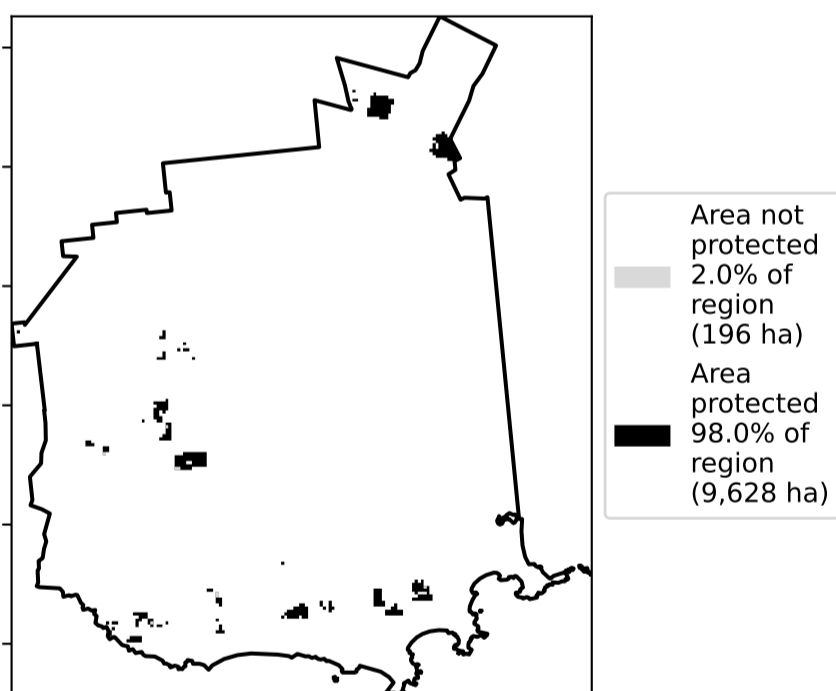 Area not
protected
2.0% of
region
(196 ha)
Area
protected
98.0% of
region
(9,628 ha)